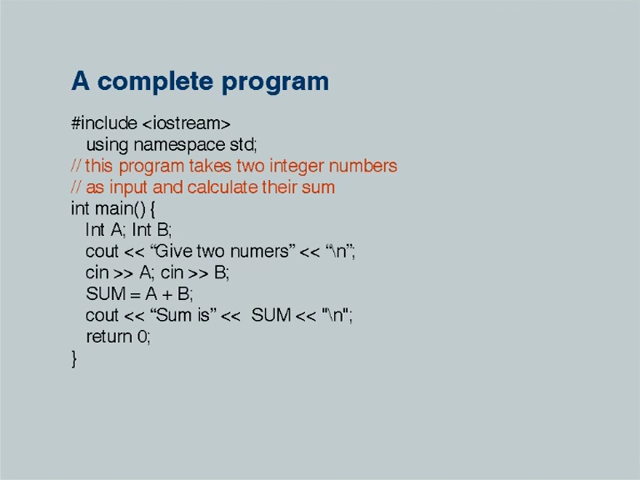 A complete program
#include <iostream>
using namespace std;
// this program takes two integer numbers
// as input and calculate their sum
int main() {
Int A; Int B;
cout << “Give two numers” << “\n”;
cin >> A; cin >> B;
SUM = A + B;
cout << “Sum is” << SUM << "\n";
return 0;
}